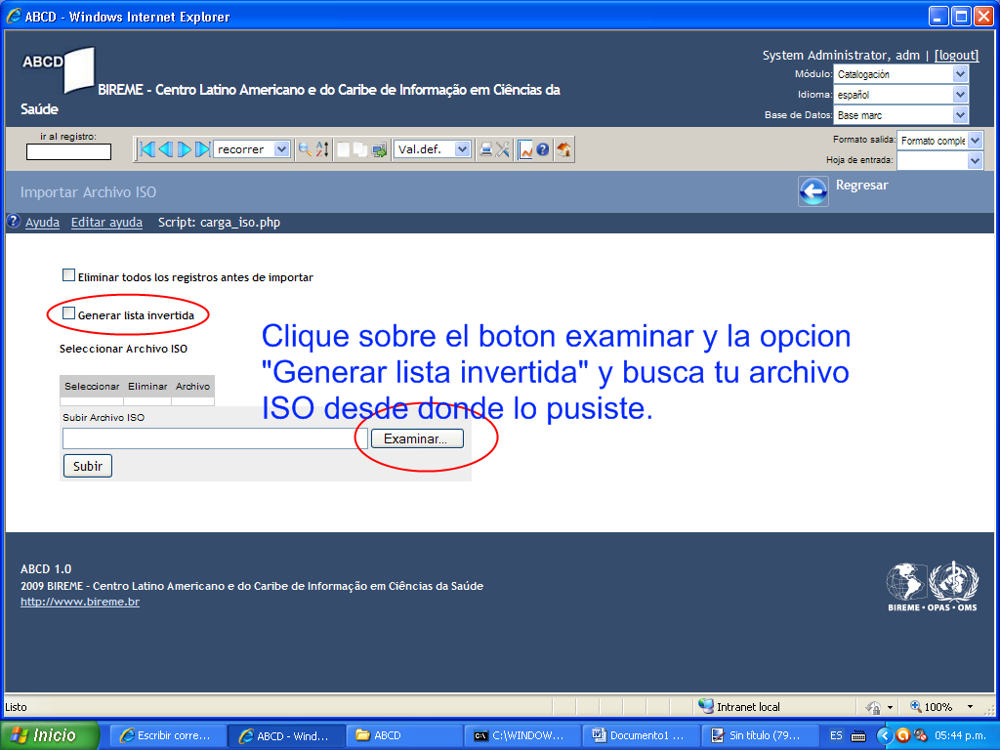 ABCD - Windows Internet Explorer
ABCD
BIREME - Centro Latino Americano e do Caribe de Informação em Ciências da
Saúde
System Administrator, adm | [logout]
Módulo: Catalogación
Idioma: español
Base de Datos: Base marc
ir al registro:
recorrer
Val.def.
Formato salida: Formato comple
Hoja de entrada:
Importar Archivo ISO
Regresar
Ayuda Editar ayuda Script: carga_iso.php
Eliminar todos los registros antes de importar
Generar lista invertida
Clique sobre el boton examinar y la opcion
"Generar lista invertida" y busca tu archivo
ISO desde donde lo pusiste.
Seleccionar Archivo ISO
Seleccionar Eliminar Archivo
Subir Archivo ISO
Examinar...
Subir
ABCD 1.0
2009 BIREME - Centro Latino Americano e do Caribe de Informação em Ciências da Saúde
http://www.bireme.br
BIREME • OPAS • OMS
Listo
Intranet local
100%
Inicio
Escribir corre...
ABCD - Wind...
ABCD
C:\WINDOW...
Documento1 ...
Sin título (79...
ES
05:44 p.m.